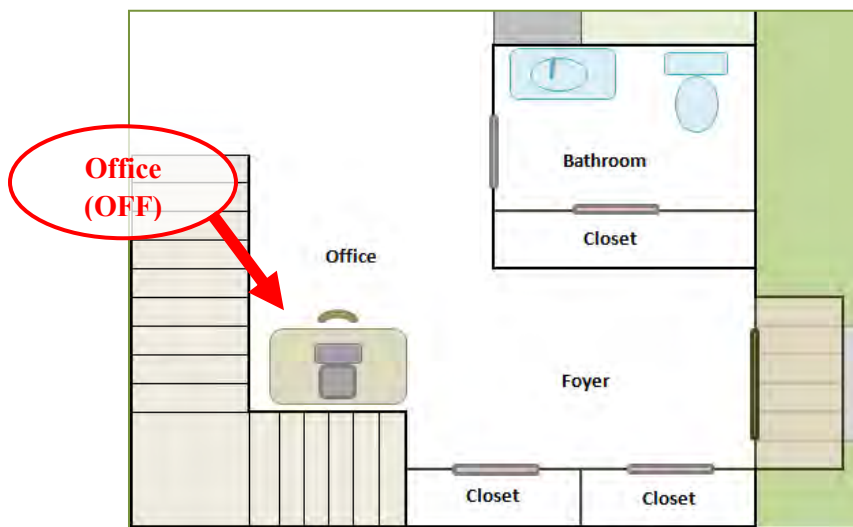 Office
(OFF)
Bathroom
Closet
Office
Foyer
Closet
Closet